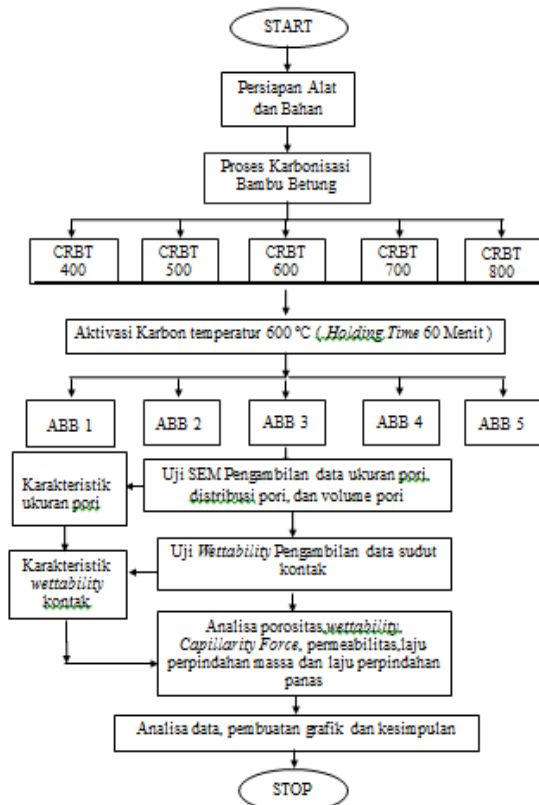 START
Persiapan Alat
dan Bahan
Proses Karbonisasi
Bambu Betung
CRBT
400
CRBT
500
CRBT
600
CRBT
700
CRBT
800
Aktivasi Karbon temperatur 600 °C ( Holding Time 60 Menit )
ABB 1
ABB 2
ABB 3
ABB 4
ABB 5
Karakteristik
ukuran pori
Uji SEM Pengambilan data ukuran pori,
distribusi pori, dan volume pori
Karakteristik
wettability
kontak
Uji Wettability Pengambilan data sudut
kontak
Analisa porositas,wettability,
Capillarity Force, permeabilitas,laju
perpindahan massa dan laju perpindahan
panas
Analisa data, pembuatan grafik dan kesimpulan
STOP